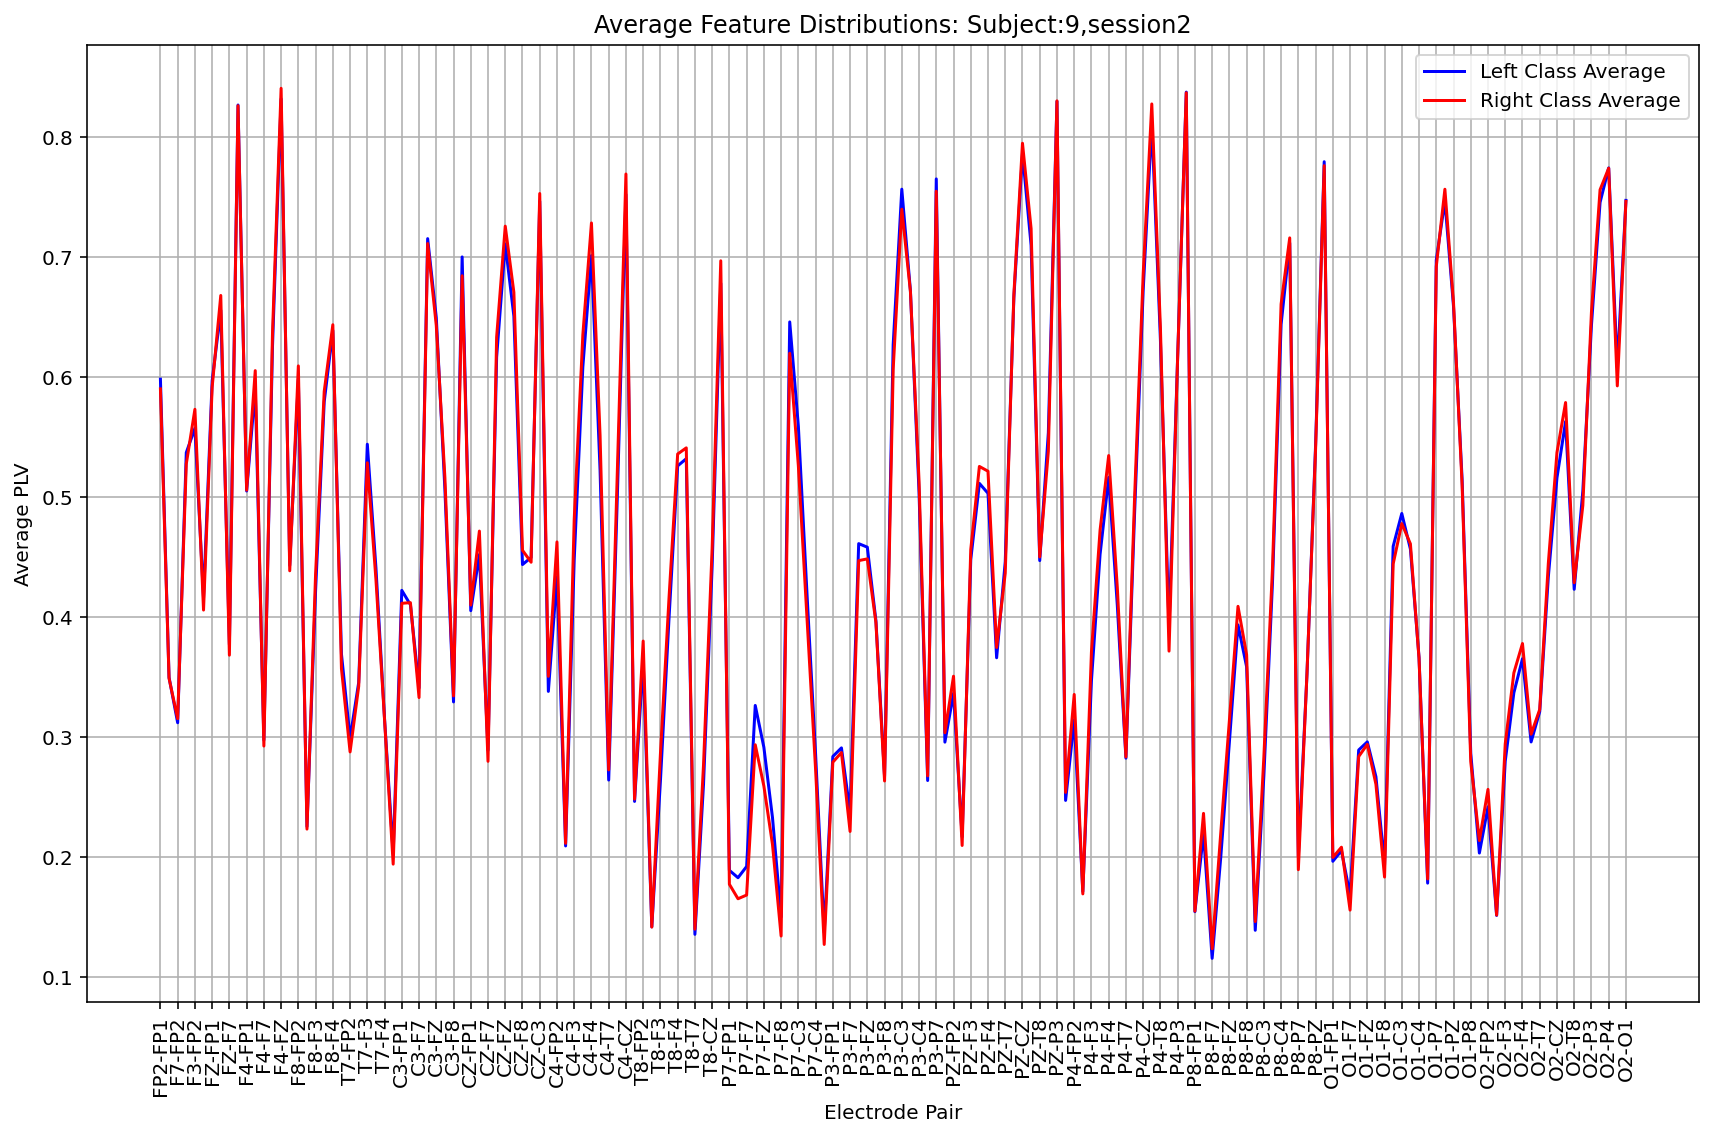 Average Feature Distributions: Subject:9,session2
Left Class Average
Right Class Average
Average PLV
0.8
0.7
0.6
0.5
0.4
0.3
0.2
0.1
FP2-FP1
F7-FP2
F3-FP2
FZ-FP1
FZ-F7
F4-FP1
F4-F7
F4-FZ
F8-FP2
F8-F3
F8-F4
T7-FP2
T7-F3
T7-F4
C3-FP1
C3-F7
C3-FZ
C3-F8
CZ-FP1
CZ-F7
CZ-FZ
CZ-F8
CZ-C3
C4-FP2
C4-F3
C4-F4
C4-T7
C4-CZ
T8-FP2
T8-F3
T8-F4
T8-T7
T8-CZ
P7-FP1
P7-F7
P7-FZ
P7-F8
P7-C3
P7-C4
P3-FP1
P3-F7
P3-FZ
P3-F8
P3-C3
P3-C4
P3-P7
PZ-FP2
PZ-F3
PZ-F4
PZ-T7
PZ-CZ
PZ-T8
PZ-P3
P4-FP2
P4-F3
P4-F4
P4-T7
P4-CZ
P4-T8
P4-P3
P8-FP1
P8-F7
P8-FZ
P8-F8
P8-C3
P8-C4
P8-P7
P8-PZ
O1-FP1
O1-F7
O1-FZ
O1-F8
O1-C3
O1-C4
O1-P7
O1-PZ
O1-P8
O2-FP2
O2-F3
O2-F4
O2-T7
O2-CZ
O2-T8
O2-P3
O2-P4
O2-O1
Electrode Pair